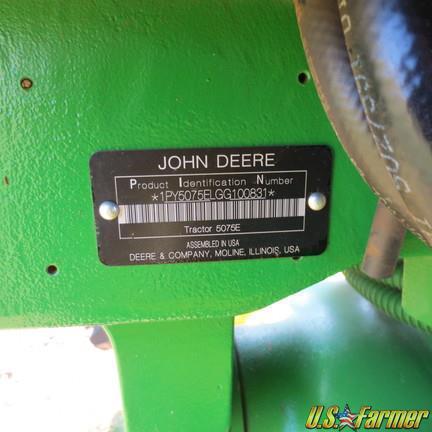 JOHN DEERE
Product Identification Number
*1PY5075ELGG100831*
Tractor 5075E
ASSEMBLED IN USA
DEERE & COMPANY, MOLINE, ILLINOIS, USA
U.S. Farmer